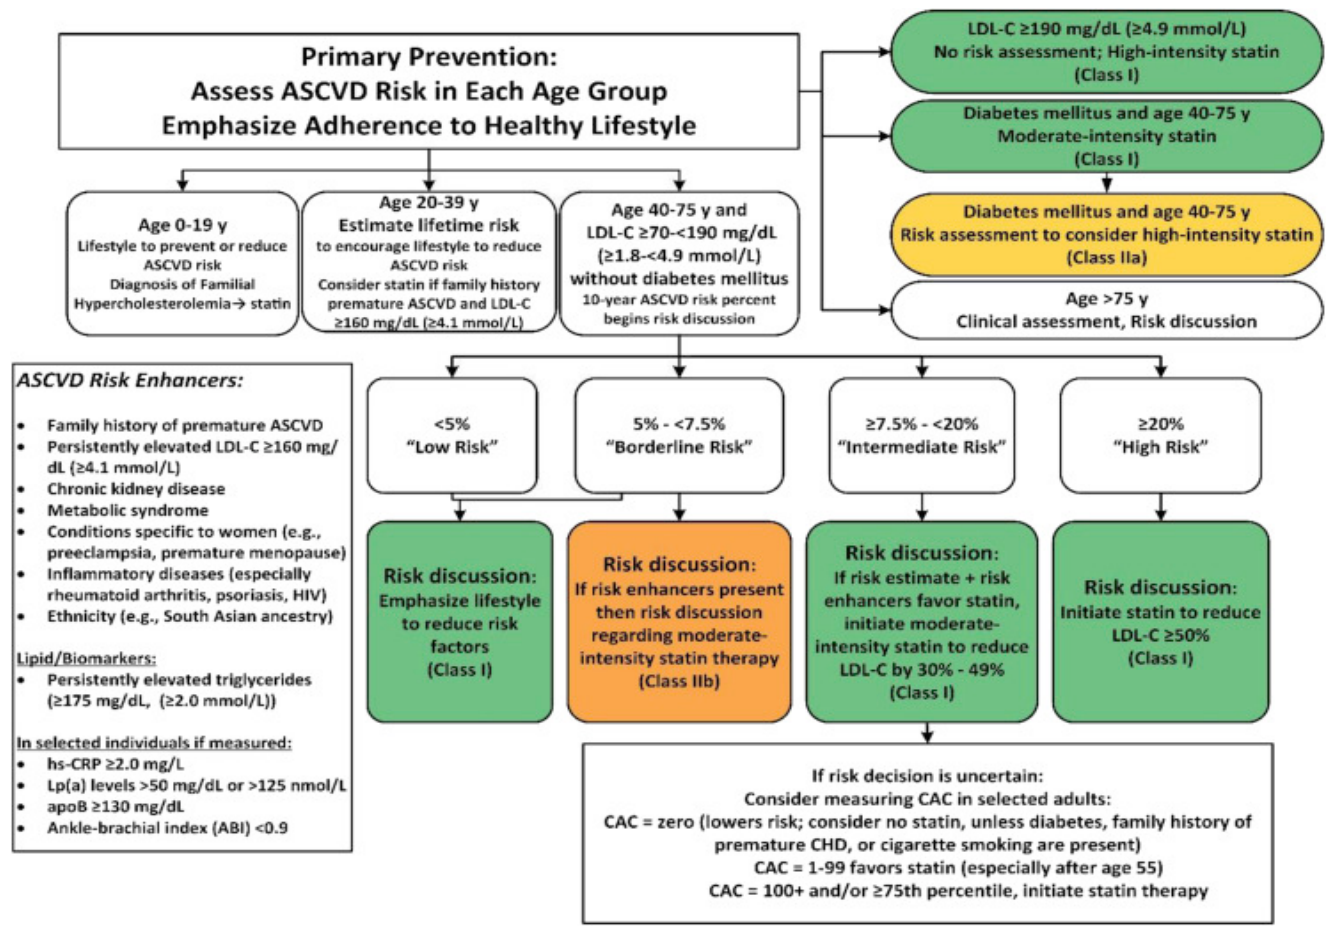 Primary Prevention:
Assess ASCVD Risk in Each Age Group
Emphasize Adherence to Healthy Lifestyle
LDL-C ≥190 mg/dL (≥4.9 mmol/L)
No risk assessment; High-intensity statin
(Class I)
Diabetes mellitus and age 40-75 y
Moderate-intensity statin
(Class I)
Diabetes mellitus and age 40-75 y
Risk assessment to consider high-intensity statin
(Class IIa)
Age >75 y
Clinical assessment, Risk discussion
Age 0-19 y
Lifestyle to prevent or reduce
ASCVD risk
Diagnosis of Familial
Hypercholesterolemia→ statin
Age 20-39 y
Estimate lifetime risk
to encourage lifestyle to reduce
ASCVD risk
Consider statin if family history
premature ASCVD and LDL-C
≥160 mg/dL (≥4.1 mmol/L)
Age 40-75 y and
LDL-C ≥70-<190 mg/dL
(≥1.8-<4.9 mmol/L)
without diabetes mellitus
10-year ASCVD risk percent
begins risk discussion
ASCVD Risk Enhancers:
• Family history of premature ASCVD
• Persistently elevated LDL-C ≥160 mg/
dL (≥4.1 mmol/L)
• Chronic kidney disease
• Metabolic syndrome
• Conditions specific to women (e.g.,
preeclampsia, premature menopause)
• Inflammatory diseases (especially
rheumatoid arthritis, psoriasis, HIV)
• Ethnicity (e.g., South Asian ancestry)
Lipid/Biomarkers:
• Persistently elevated triglycerides
(≥175 mg/dL, (≥2.0 mmol/L))
In selected individuals if measured:
• hs-CRP ≥2.0 mg/L
• Lp(a) levels >50 mg/dL or >125 nmol/L
• apoB ≥130 mg/dL
• Ankle-brachial index (ABI) <0.9
<5%
“Low Risk”
5% - <7.5%
“Borderline Risk”
≥7.5% - <20%
“Intermediate Risk”
≥20%
“High Risk”
Risk discussion:
Emphasize lifestyle
to reduce risk
factors
(Class I)
Risk discussion:
If risk enhancers present
then risk discussion
regarding moderate-
intensity statin therapy
(Class IIb)
Risk discussion:
If risk estimate + risk
enhancers favor statin,
initiate moderate-
intensity statin to reduce
LDL-C by 30% - 49%
(Class I)
Risk discussion:
Initiate statin to reduce
LDL-C ≥50%
(Class I)
If risk decision is uncertain:
Consider measuring CAC in selected adults:
CAC = zero (lowers risk; consider no statin, unless diabetes, family history of
premature CHD, or cigarette smoking are present)
CAC = 1-99 favors statin (especially after age 55)
CAC = 100+ and/or ≥75th percentile, initiate statin therapy